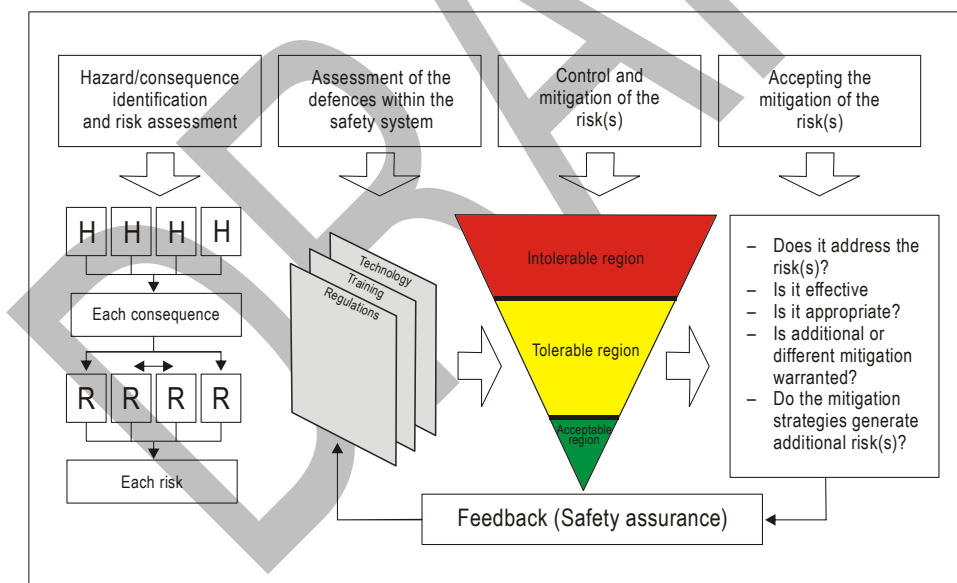 Hazard/consequence
identification
and risk assessment
Assessment of the
defences within the
safety system
Control and
mitigation of the
risk(s)
Accepting the
mitigation of the
risk(s)
H H H H
Each consequence
R R R R
Each risk
Technology
Training
Regulations
Intolerable region
Tolerable region
Acceptable
region
– Does it address the
risk(s)?
– Is it effective
– Is it appropriate?
– Is additional or
different mitigation
warranted?
– Do the mitigation
strategies generate
additional risk(s)?
Feedback (Safety assurance)